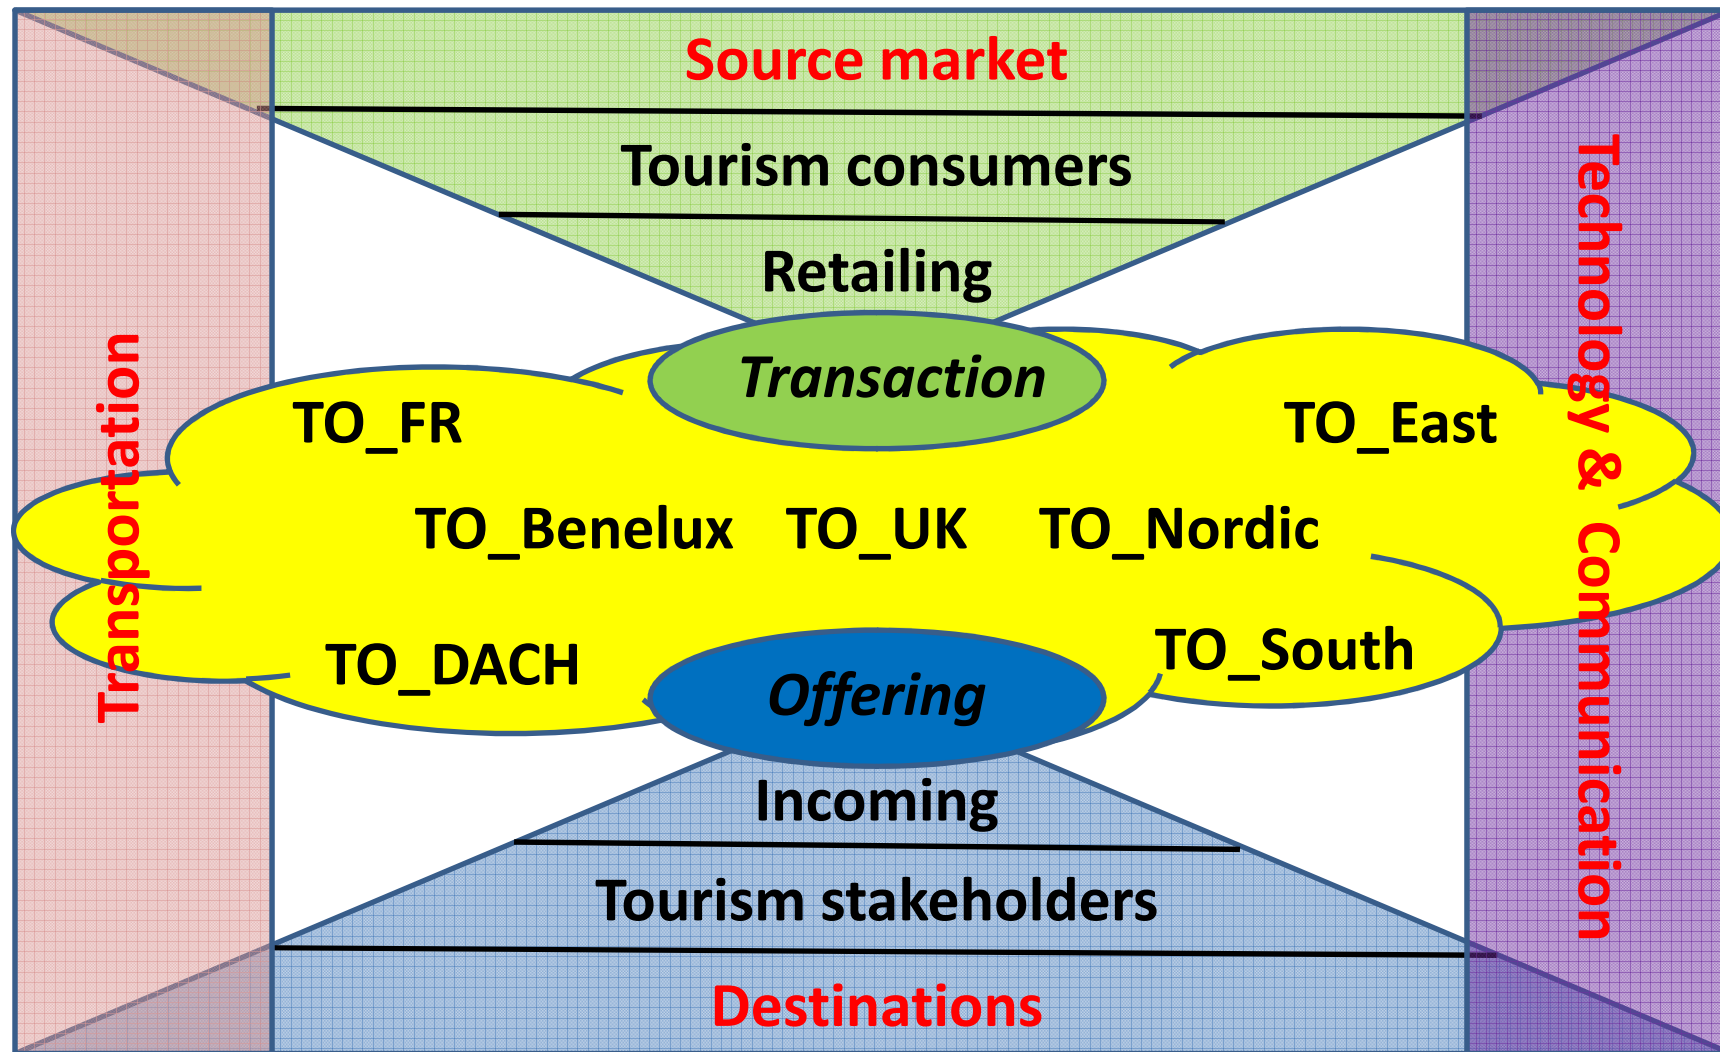 Source market
Tourism consumers
Retailing
Transaction
TO_FR
TO_East
TO_Benelux TO_UK TO_Nordic
TO_DACH
TO_South
Offering
Incoming
Tourism stakeholders
Destinations
Transportation
Technology & Communication